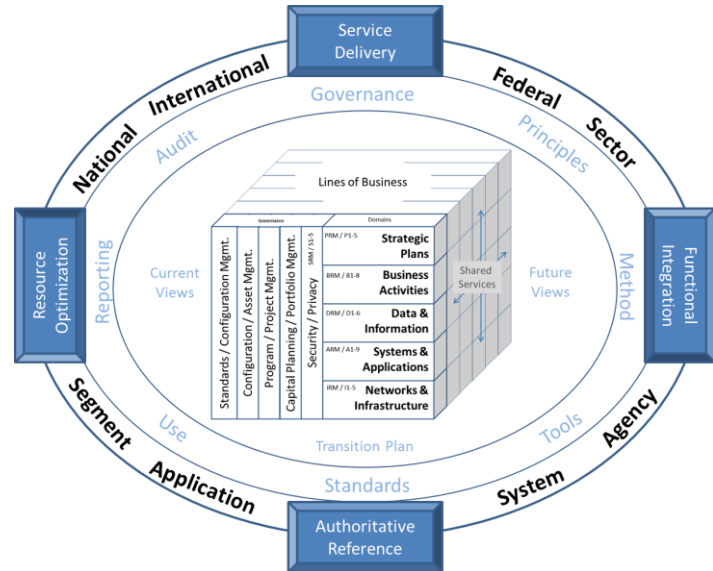 Service
Delivery
National
International
Federal
Sector
Governance
Audit
Principles
Lines of Business
Governance
Domains
Resource
Optimization
Reporting
Current
Views
Standards / Configuration Mgmt.
Configuration / Asset Mgmt.
Program / Project Mgmt.
Capital Planning / Portfolio Mgmt.
Security / Privacy
SRM / S1-5
PRM / P1-5
Strategic
Plans
BRM / B1-8
Business
Activities
DRM / D1-6
Data &
Information
ARM / A1-9
Systems &
Applications
IRM / I1-5
Networks &
Infrastructure
Shared
Services
Future
Views
Method
Functional
Integration
Use
Transition Plan
Tools
Standards
Segment
Application
System
Agency
Authoritative
Reference